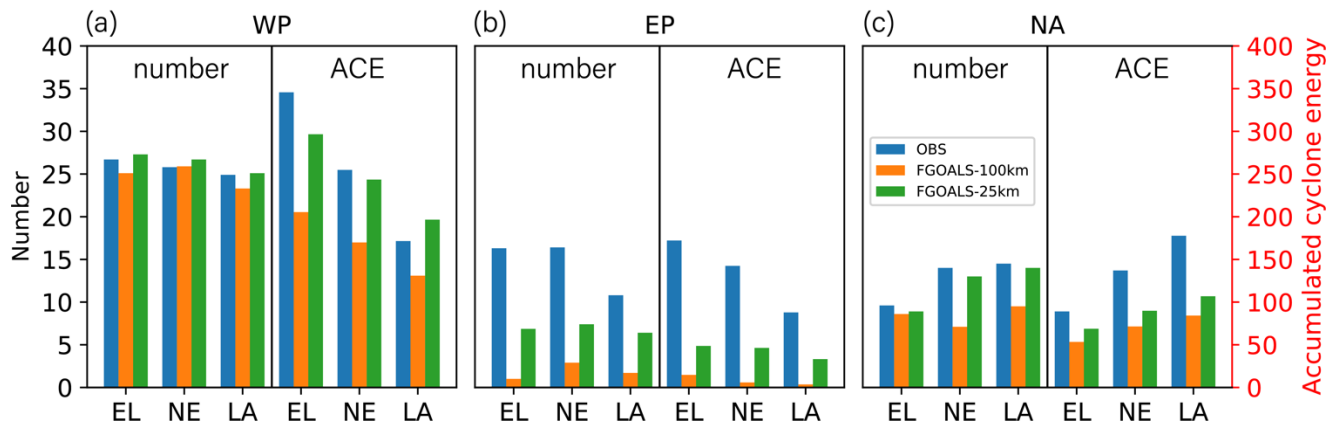 (a) WP (b) EP (c) NA
40 400
number ACE number ACE number ACE
35 350
30 300
OBS
FGOALS-100km
FGOALS-25km
25 250
20 200
15 150
10 100
5 50
0 0
Number
Accumulated cyclone energy
EL NE LA EL NE LA EL NE LA EL NE LA EL NE LA EL NE LA